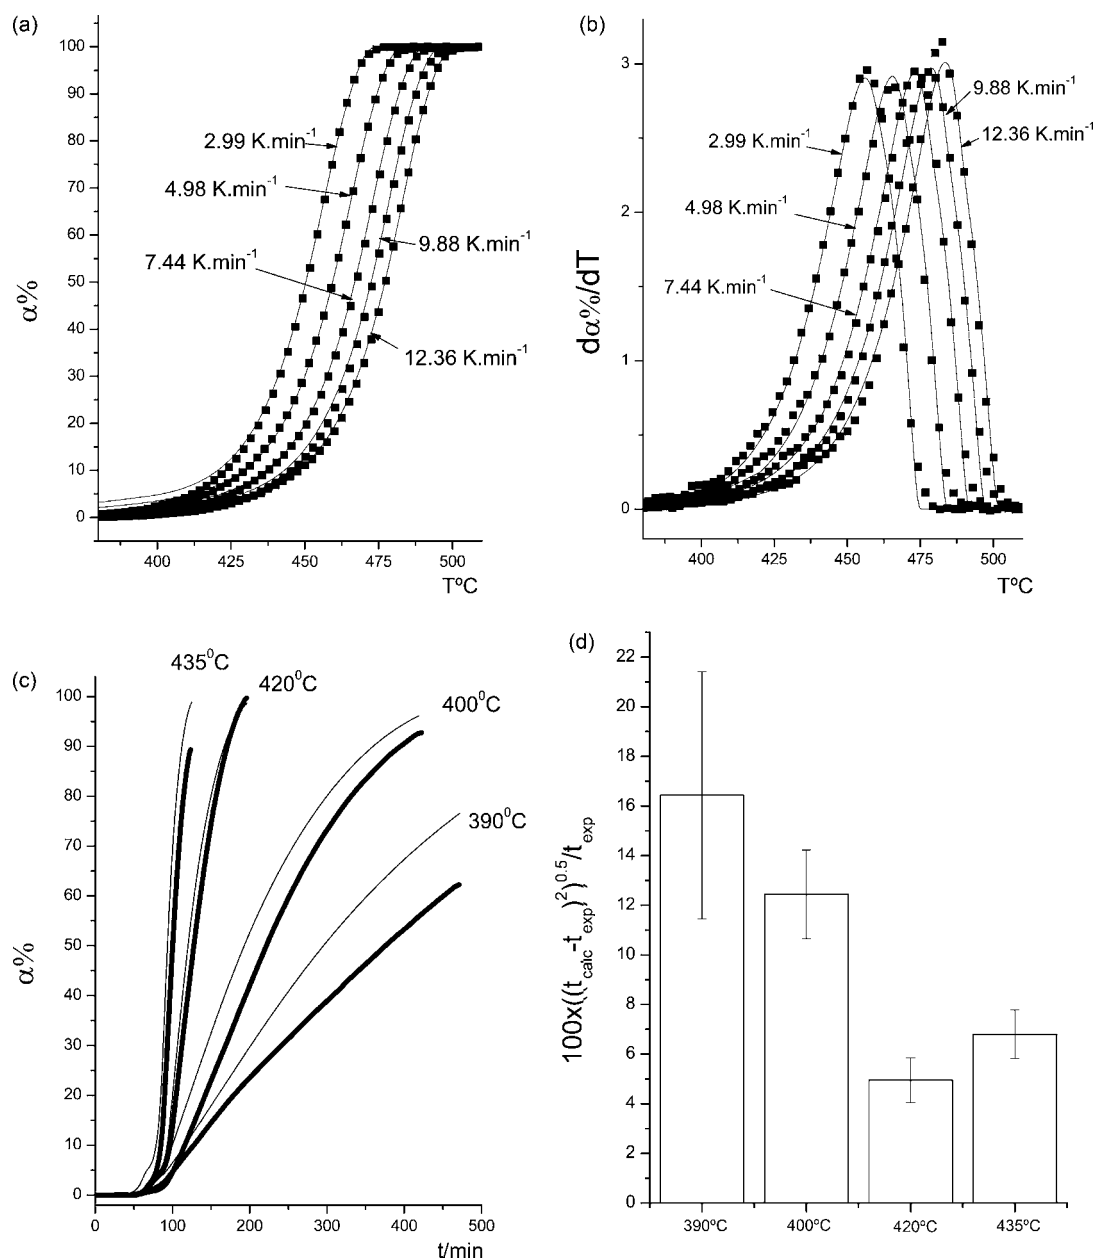 (a)
100
90
80
70
60
50
40
30
20
10
0
α%
2.99 K.min⁻¹
4.98 K.min⁻¹
7.44 K.min⁻¹
9.88 K.min⁻¹
12.36 K.min⁻¹
400 425 450 475 500
TºC
(b)
3
2
1
0
dα%/dT
2.99 K.min⁻¹
4.98 K.min⁻¹
7.44 K.min⁻¹
9.88 K.min⁻¹
12.36 K.min⁻¹
400 425 450 475 500
TºC
(c)
100
90
80
70
60
50
40
30
20
10
0
α%
435⁰C
420⁰C
400⁰C
390⁰C
0 100 200 300 400 500
t/min
(d)
22
20
18
16
14
12
10
8
6
4
2
0
100x((t_calc-t_exp)²)^0.5/t_exp
390ºC 400ºC 420ºC 435ºC